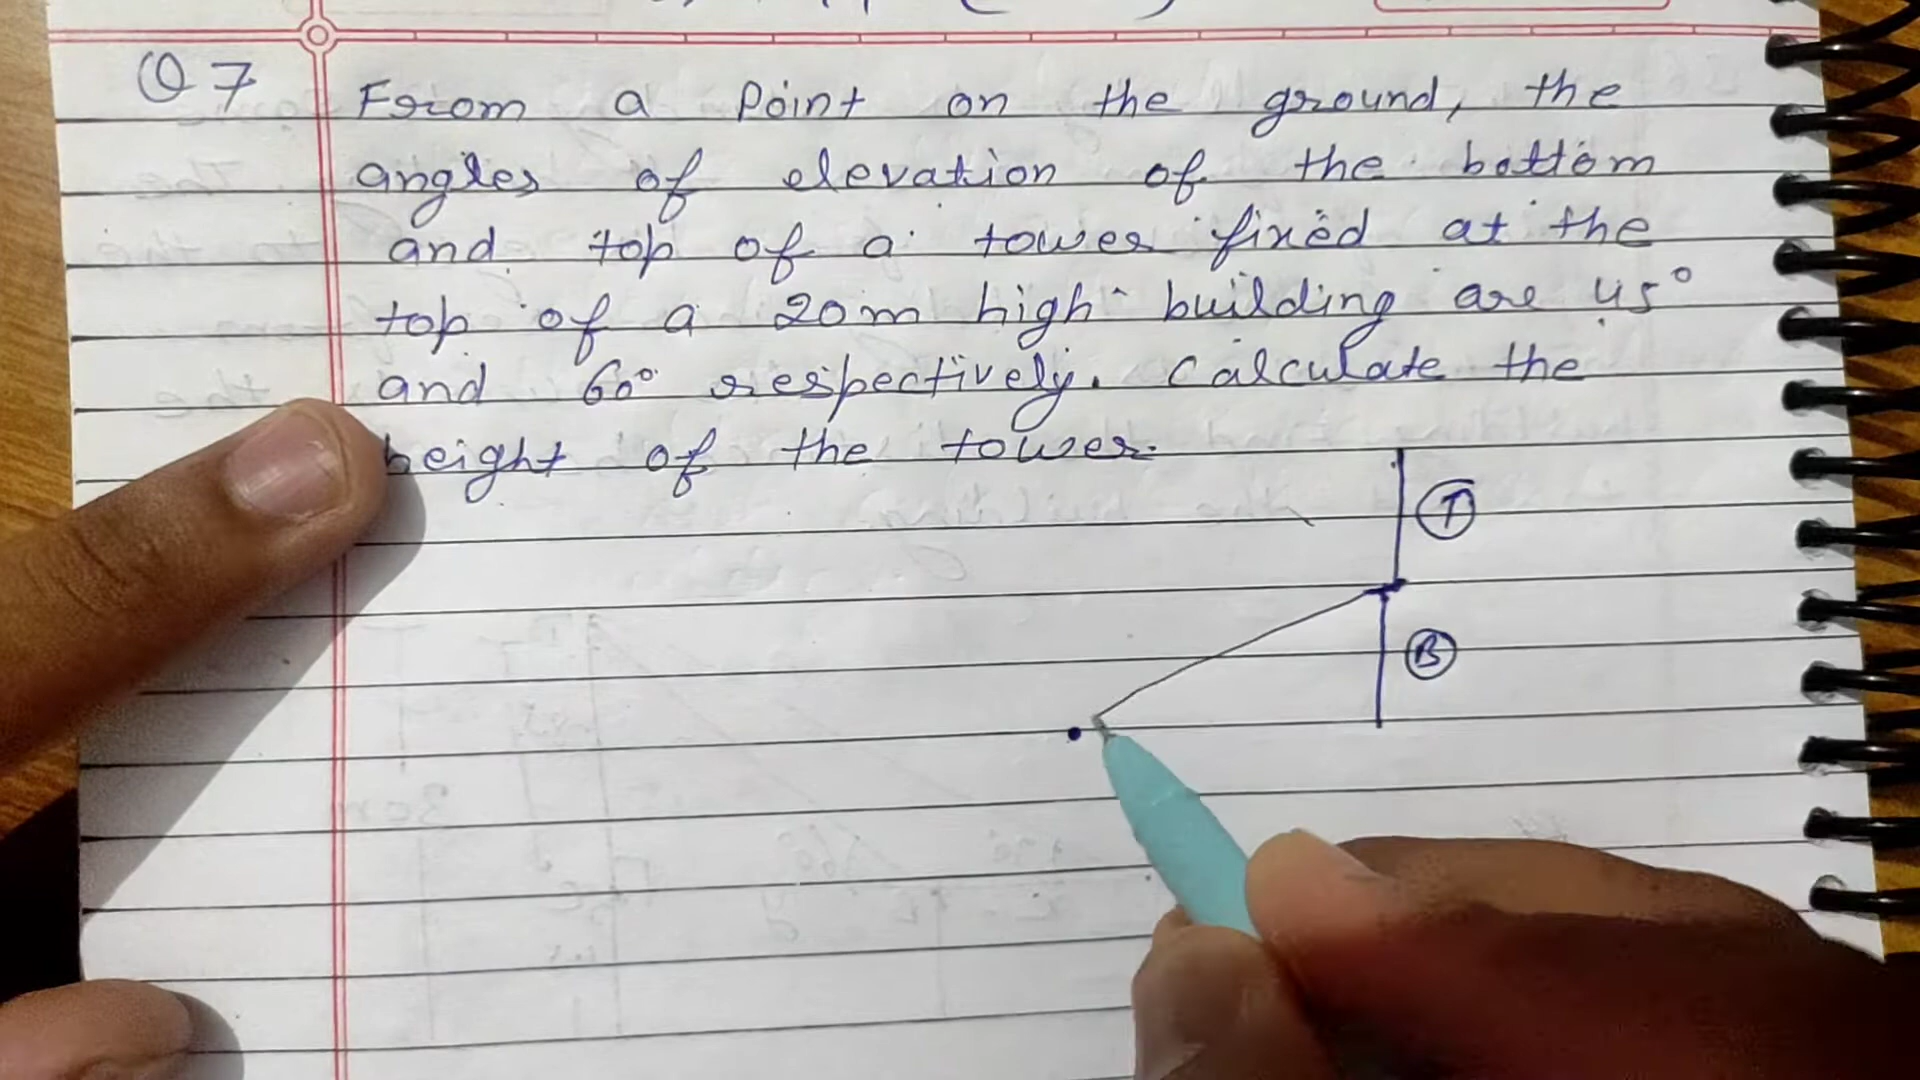 Q 7
From a Point on the ground, the
angles of elevation of the bottom
and top of a tower fixed at the
top of a 20m high building are 45°
and 60° respectively. Calculate the
height of the tower.
T
B